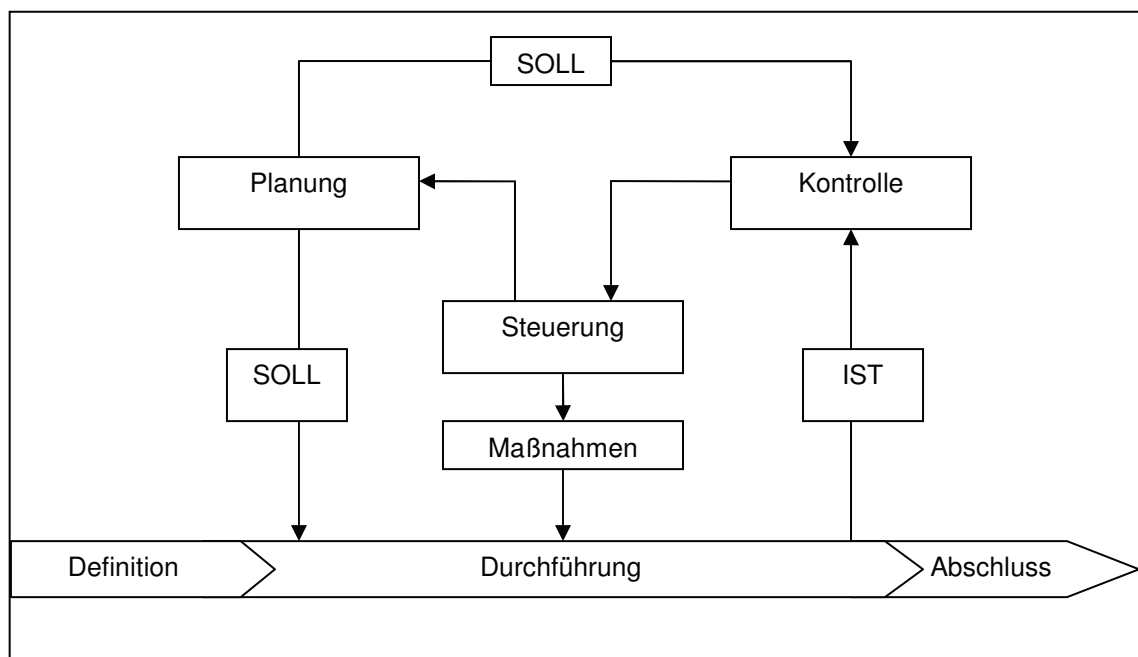 SOLL
Planung
Kontrolle
Steuerung
SOLL
IST
Maßnahmen
Definition
Durchführung
Abschluss